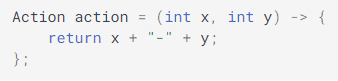 Action action = (int x, int y) -> {
    return x + "-" + y;
};